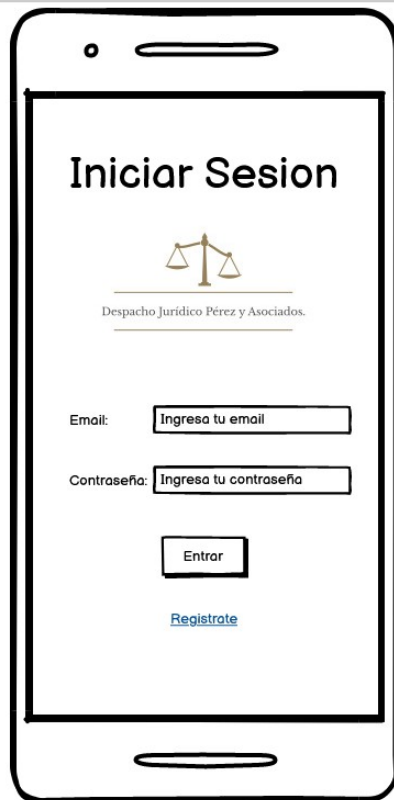 Iniciar Sesion
Despacho Jurídico Pérez y Asociados.
Email: Ingresa tu email
Contraseña: Ingresa tu contraseña
Entrar
Registrate